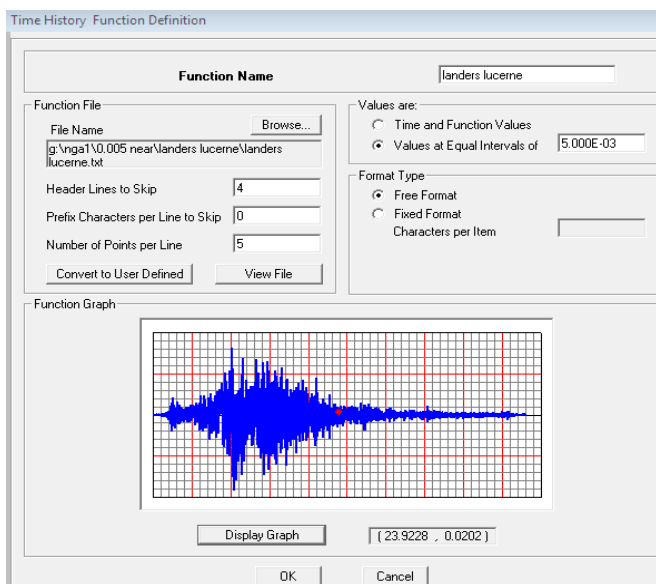 Time History Function Definition
Function Name
landers lucerne
Function File
File Name
Browse...
g:\nga1\0.005 near\landers lucerne\landers
lucerne.txt
Header Lines to Skip
4
Prefix Characters per Line to Skip
0
Number of Points per Line
5
Convert to User Defined
View File
Values are:
Time and Function Values
Values at Equal Intervals of
5.000E-03
Format Type
Free Format
Fixed Format
Characters per Item
Function Graph
Display Graph
( 23.9228 , 0.0202 )
OK
Cancel